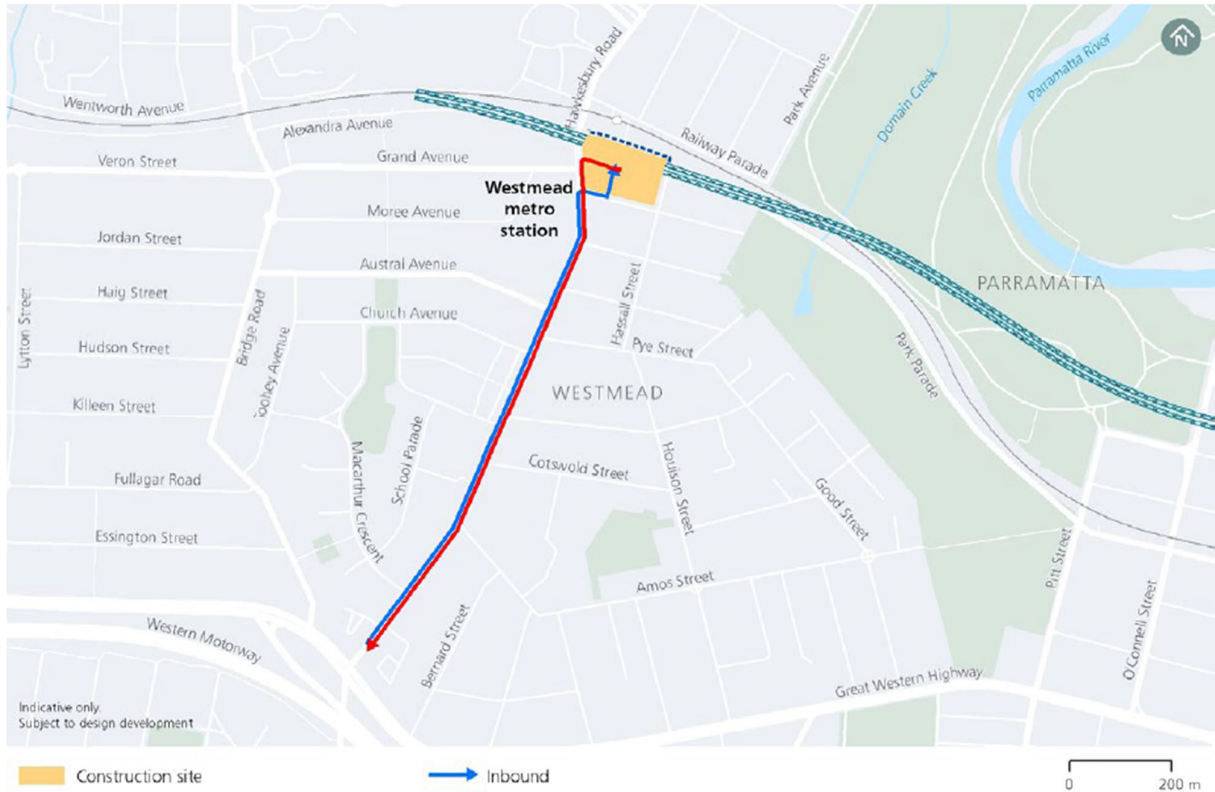 N
Hawkesbury Road
Park Avenue
Domain Creek
Parramatta River
Wentworth Avenue
Alexandra Avenue
Railway Parade
Veron Street
Grand Avenue
Westmead
metro
station
Moree Avenue
Jordan Street
Austral Avenue
PARRAMATTA
Haig Street
Lytton Street
Bridge Road
Church Avenue
Hassall Street
Hudson Street
Pye Street
Park Parade
WESTMEAD
Killeen Street
School Parade
Macarthur Crescent
Cotswold Street
Houison Street
Fullagar Road
Good Street
Essington Street
Amos Street
Pitt Street
O'Connell Street
Bernard Street
Western Motorway
Great Western Highway
Indicative only.
Subject to design development
Construction site
Inbound
0 200 m